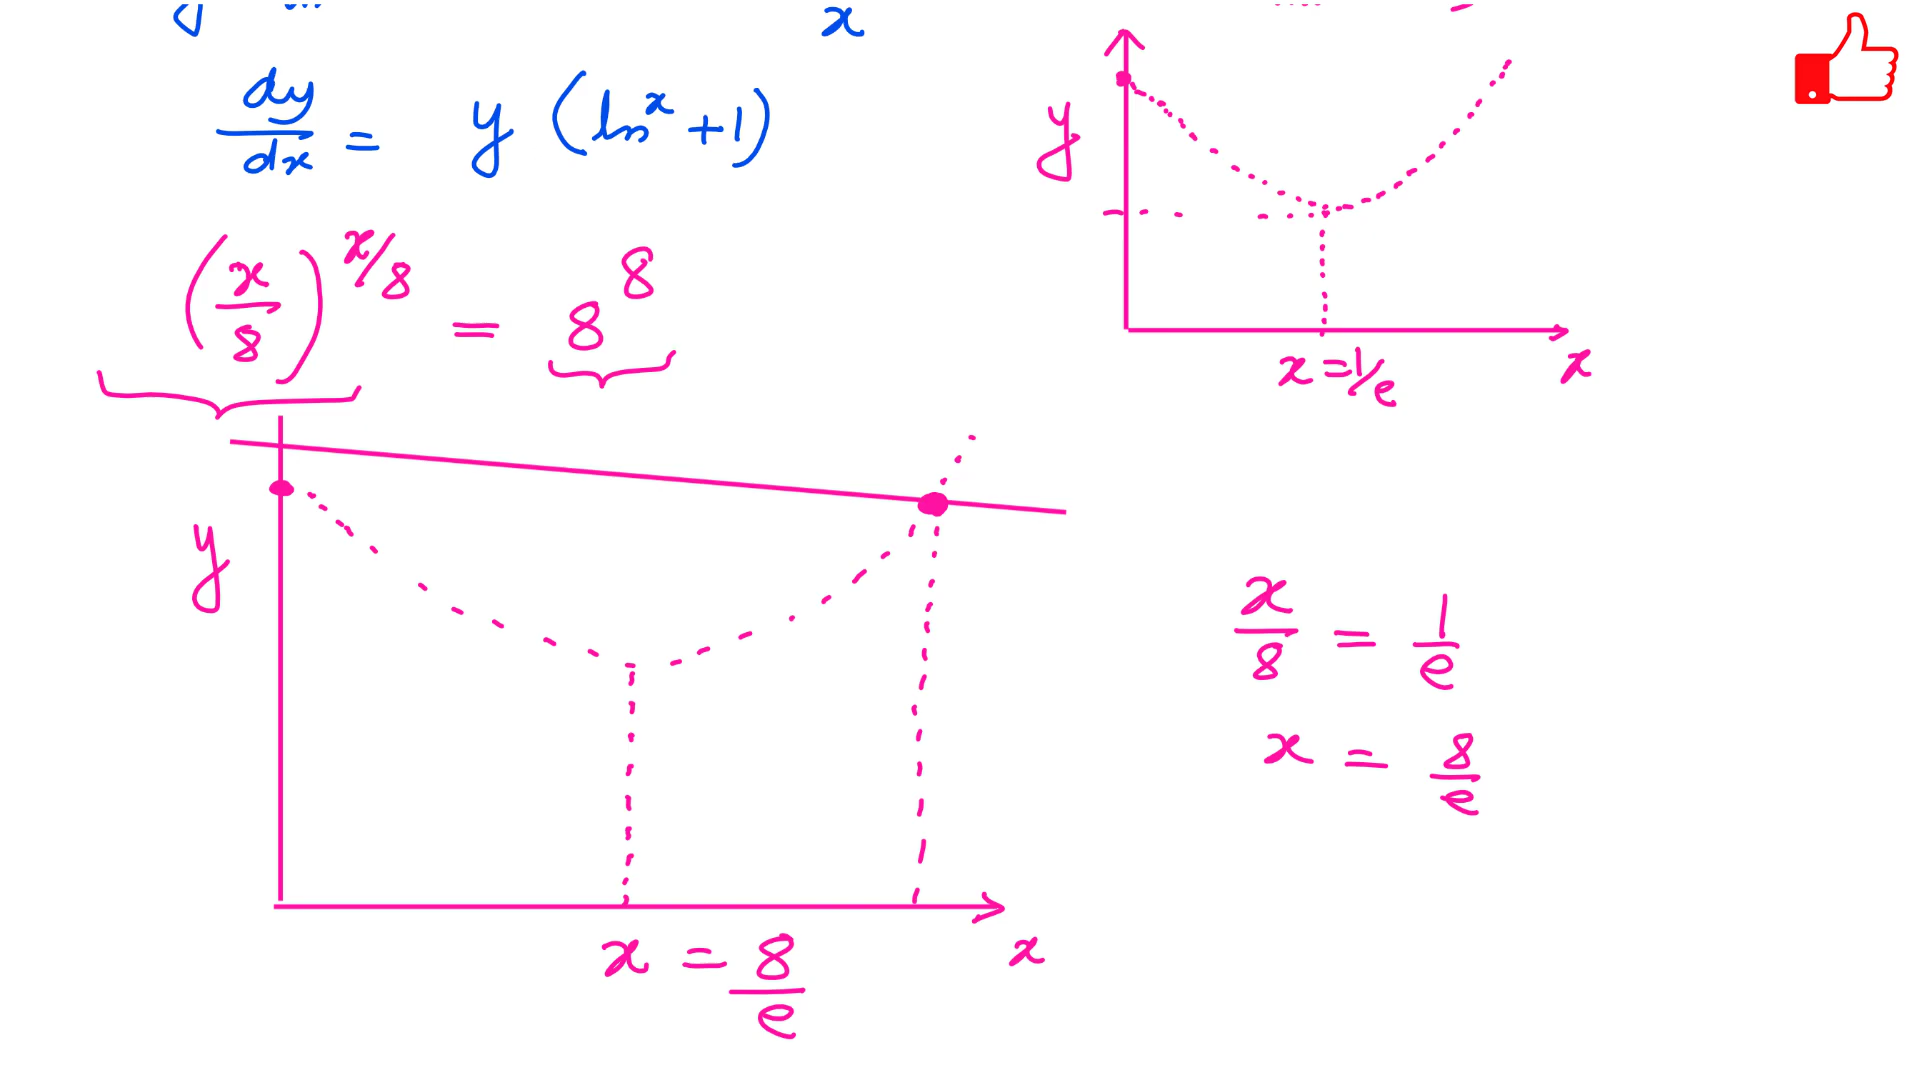 x
dy/dx = y (ln x + 1)
(x/8)^(x/8) = 8^8
y
x = 1/e
x
y
x/8 = 1/e
x = 8/e
x = 8/e
x